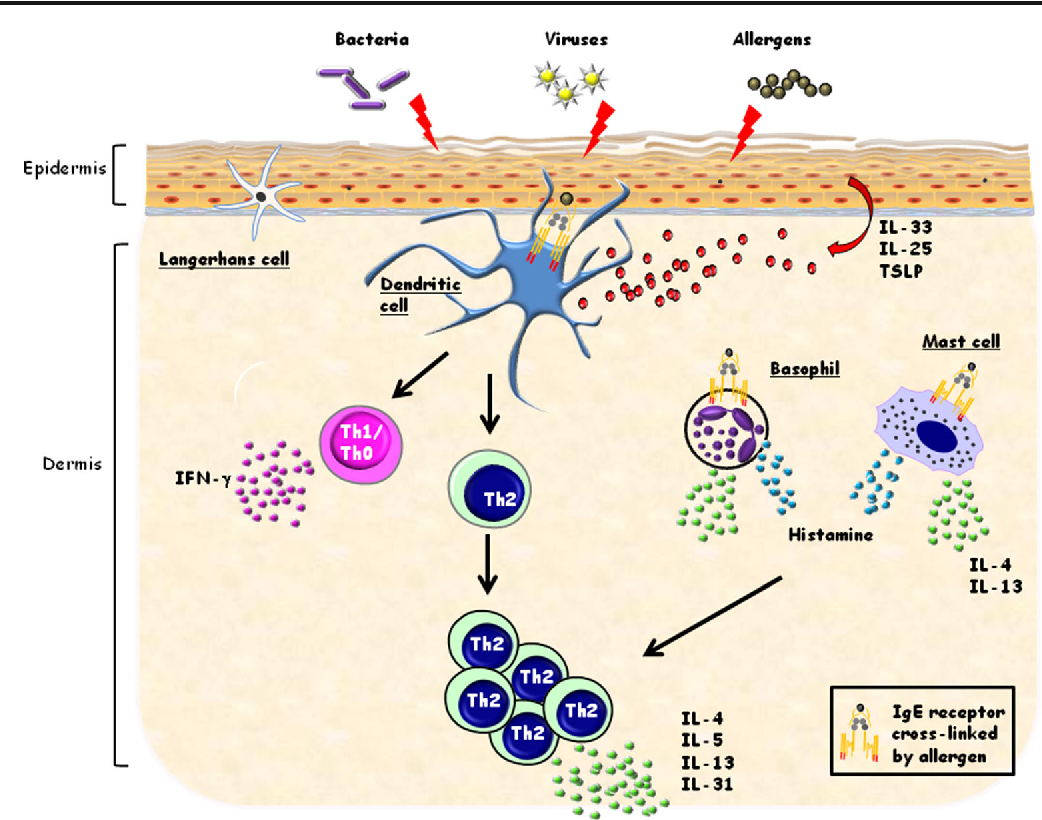 Bacteria
Viruses
Allergens
Epidermis
Langerhans cell
IL-33
IL-25
TSLP
Dendritic
cell
Mast cell
Basophil
Th1/
Th0
Dermis
IFN-γ
Th2
Histamine
IL-4
IL-13
Th2
Th2
Th2
Th2
Th2
IL-4
IL-5
IL-13
IL-31
IgE receptor
cross-linked
by allergen